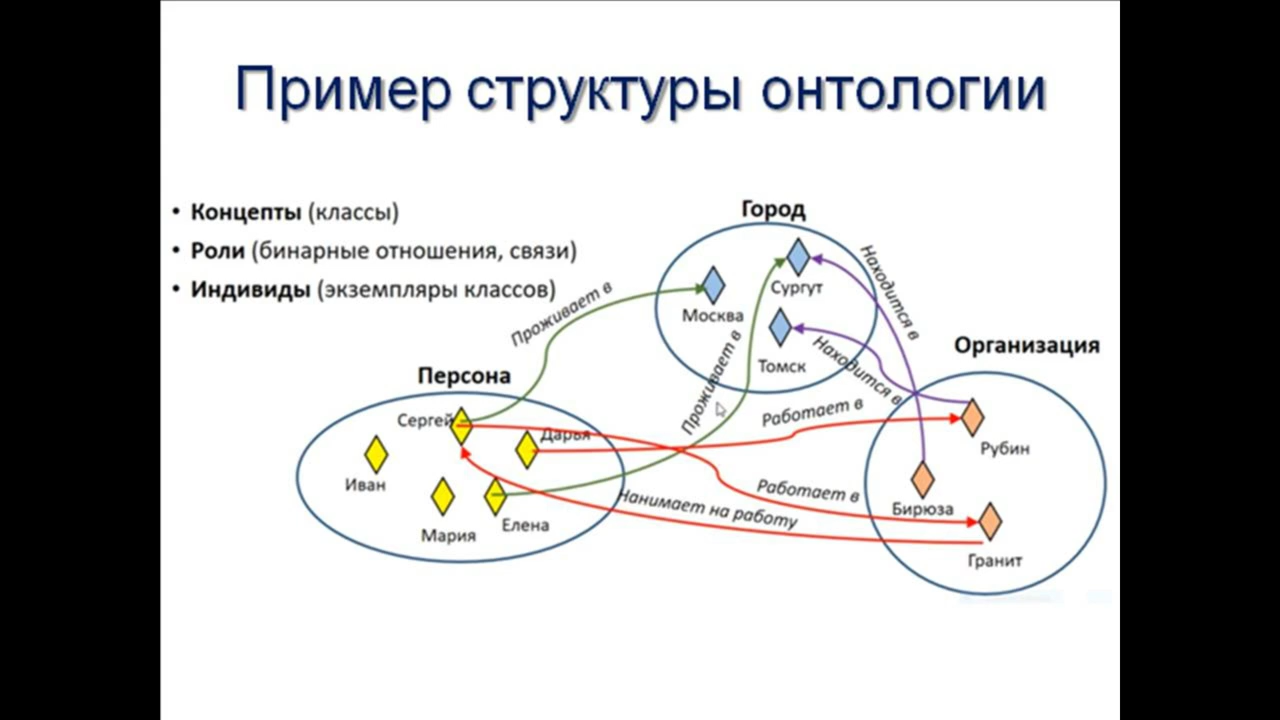 Пример структуры онтологии
• Концепты (классы)
• Роли (бинарные отношения, связи)
• Индивиды (экземпляры классов)
Город
Сургут
Москва
Томск
Находится в
Находится в
Проживает в
Проживает в
Персона
Сергей
Дарья
Иван
Мария
Елена
Работает в
Работает в
Нанимает на работу
Организация
Рубин
Бирюза
Гранит